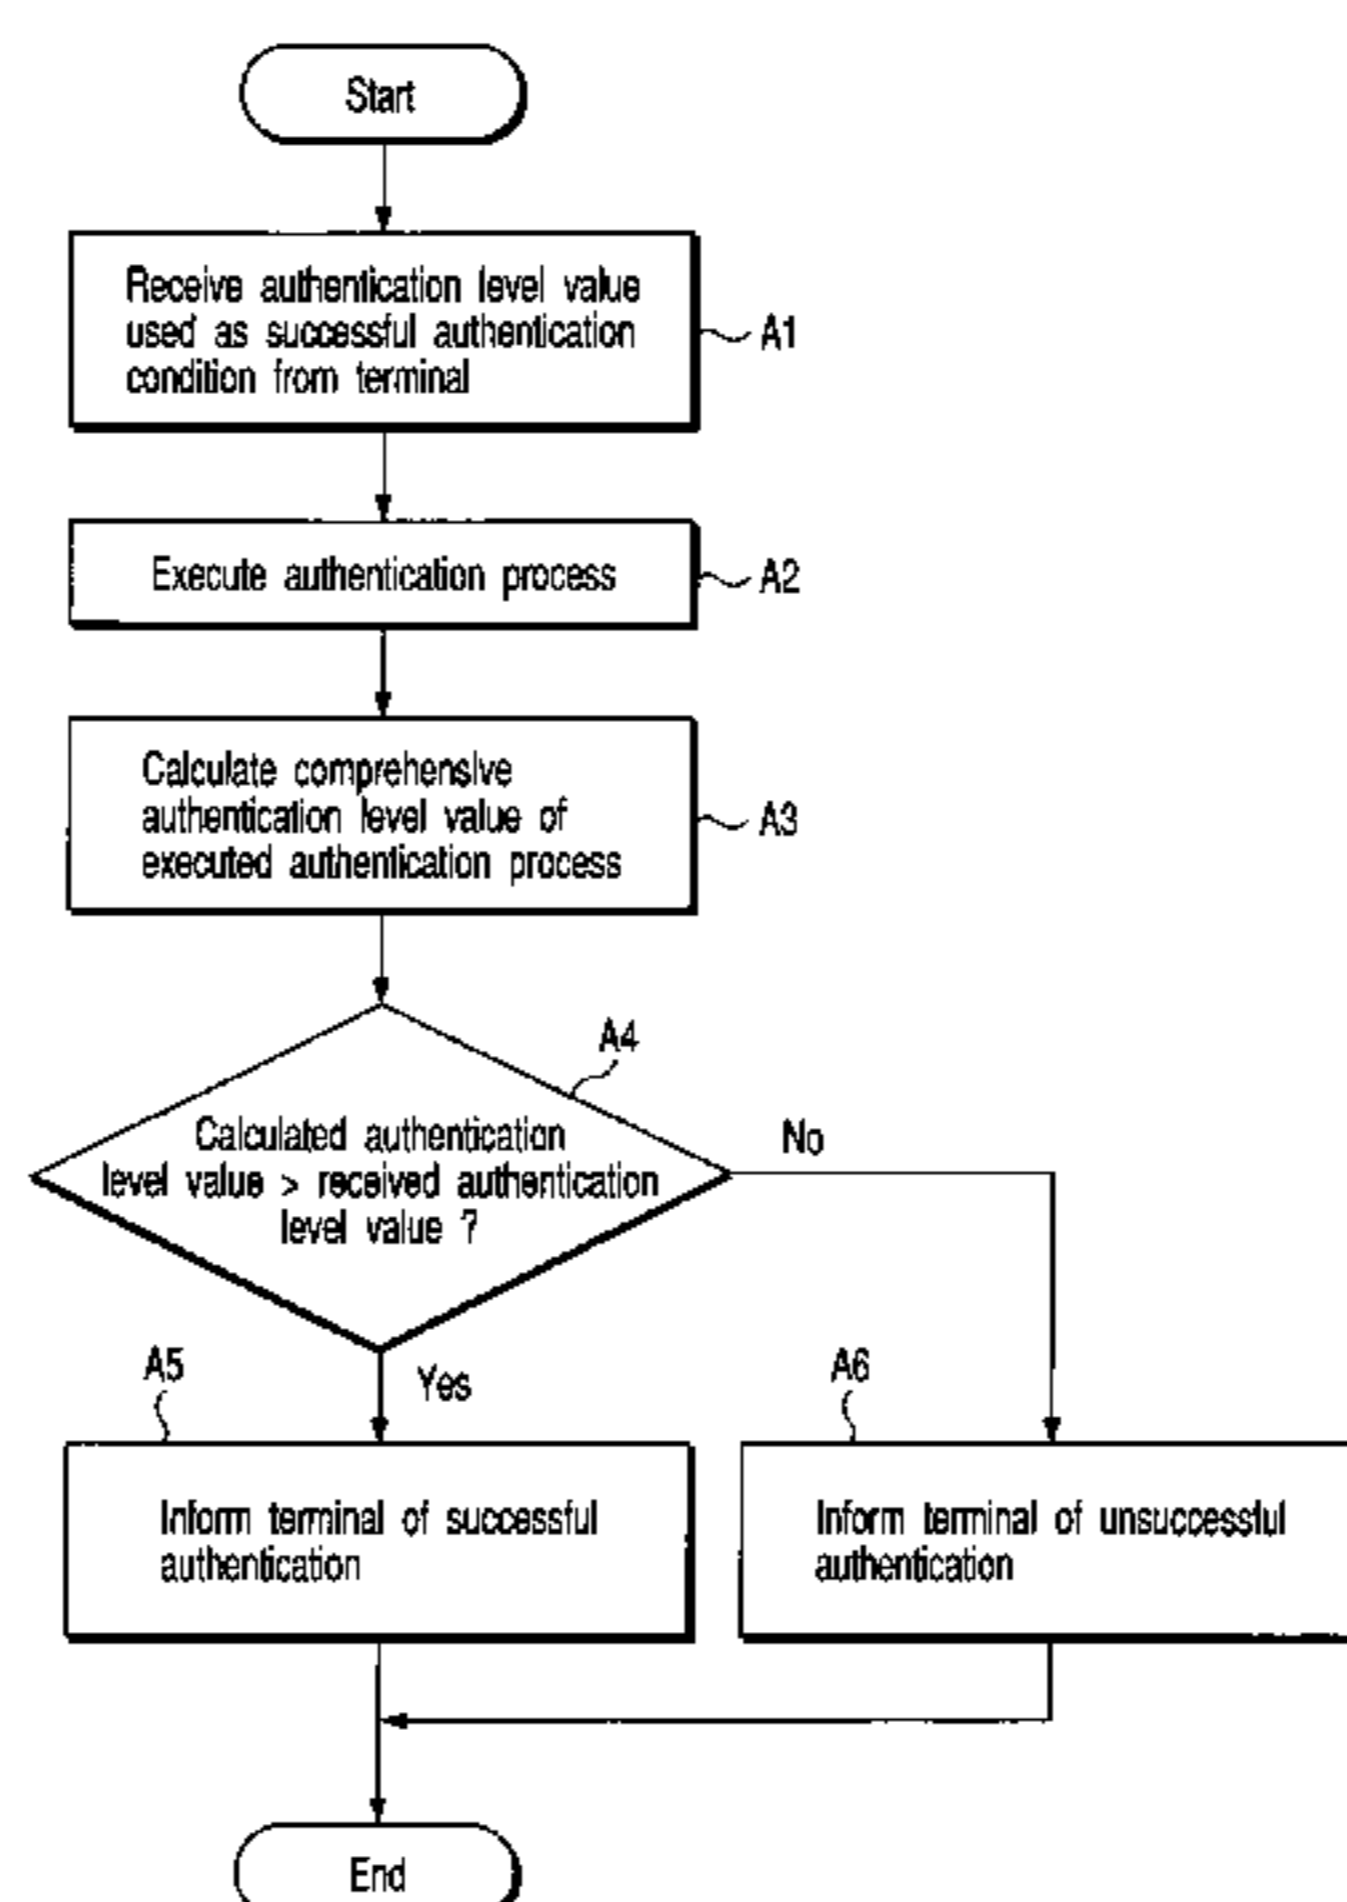 Start
Receive authentication level value
used as successful authentication
condition from terminal
A1
Execute authentication process
A2
Calculate comprehensive
authentication level value of
executed authentication process
A3
A4
Calculated authentication
level value > received authentication
level value ?
No
Yes
A5
A6
Inform terminal of successful
authentication
Inform terminal of unsuccessful
authentication
End